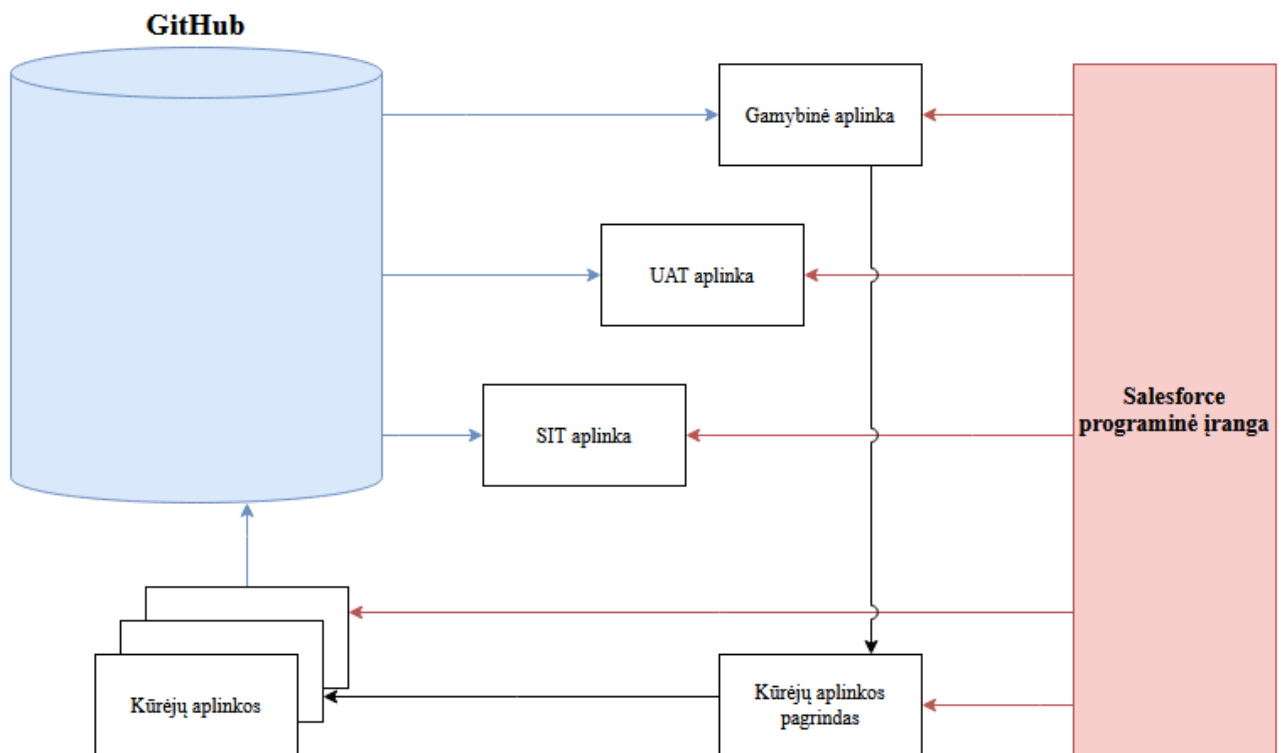 GitHub
Gamybinė aplinka
UAT aplinka
SIT aplinka
Salesforce
programinė įranga
Kūrėjų aplinkos
Kūrėjų aplinkos
pagrindas